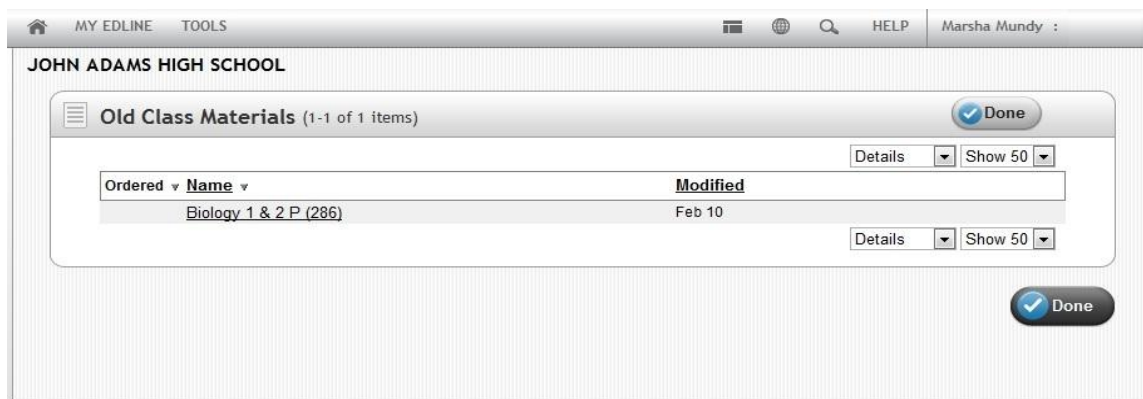 MY EDLINE TOOLS HELP Marsha Mundy :
JOHN ADAMS HIGH SCHOOL
Old Class Materials (1-1 of 1 items) Done
Details Show 50
Ordered Name Modified
Biology 1 & 2 P (286) Feb 10
Details Show 50
Done